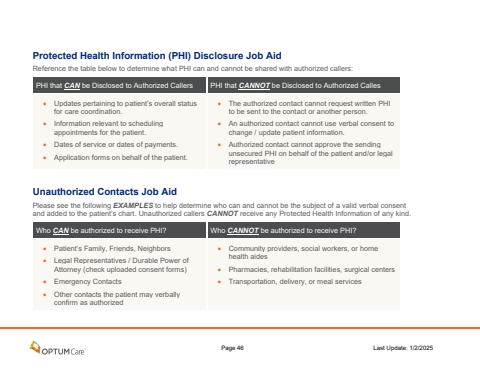 Protected Health Information (PHI) Disclosure Job Aid
Reference the table below to determine what PHI can and cannot be shared with authorized callers:
PHI that CAN be Disclosed to Authorized Callers
• Updates pertaining to patient's overall status
for care coordination.
• Information relevant to scheduling
appointments for the patient.
• Dates of service or dates of payments.
• Application forms on behalf of the patient.
PHI that CANNOT be Disclosed to Authorized Calles
• The authorized contact cannot request written PHI
to be sent to the contact or another person.
• An authorized contact cannot use verbal consent to
change / update patient information.
• Authorized contact cannot approve the sending
unsecured PHI on behalf of the patient and/or legal
representative
Unauthorized Contacts Job Aid
Please see the following EXAMPLES to help determine who can and cannot be the subject of a valid verbal consent
and added to the patient's chart. Unauthorized callers CANNOT receive any Protected Health Information of any kind.
Who CAN be authorized to receive PHI?
• Patient's Family, Friends, Neighbors
• Legal Representatives / Durable Power of
Attorney (check uploaded consent forms)
• Emergency Contacts
• Other contacts the patient may verbally
confirm as authorized
Who CANNOT be authorized to receive PHI?
• Community providers, social workers, or home
health aides
• Pharmacies, rehabilitation facilities, surgical centers
• Transportation, delivery, or meal services
OPTUMCare
Page 46
Last Update: 1/2/2025